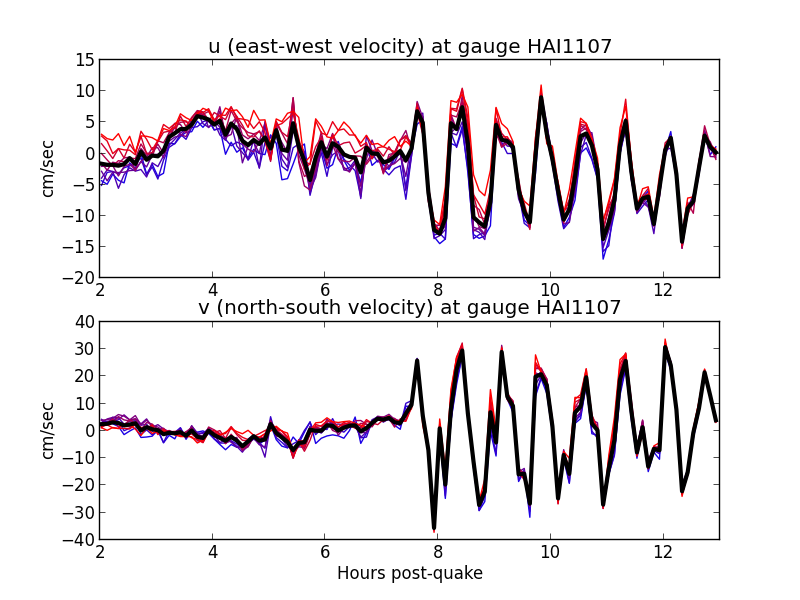 u (east-west velocity) at gauge HAI1107
15
10
5
0
−5
−10
−15
−20
cm/sec
2 4 6 8 10 12
v (north-south velocity) at gauge HAI1107
40
30
20
10
0
−10
−20
−30
−40
cm/sec
2 4 6 8 10 12
Hours post-quake